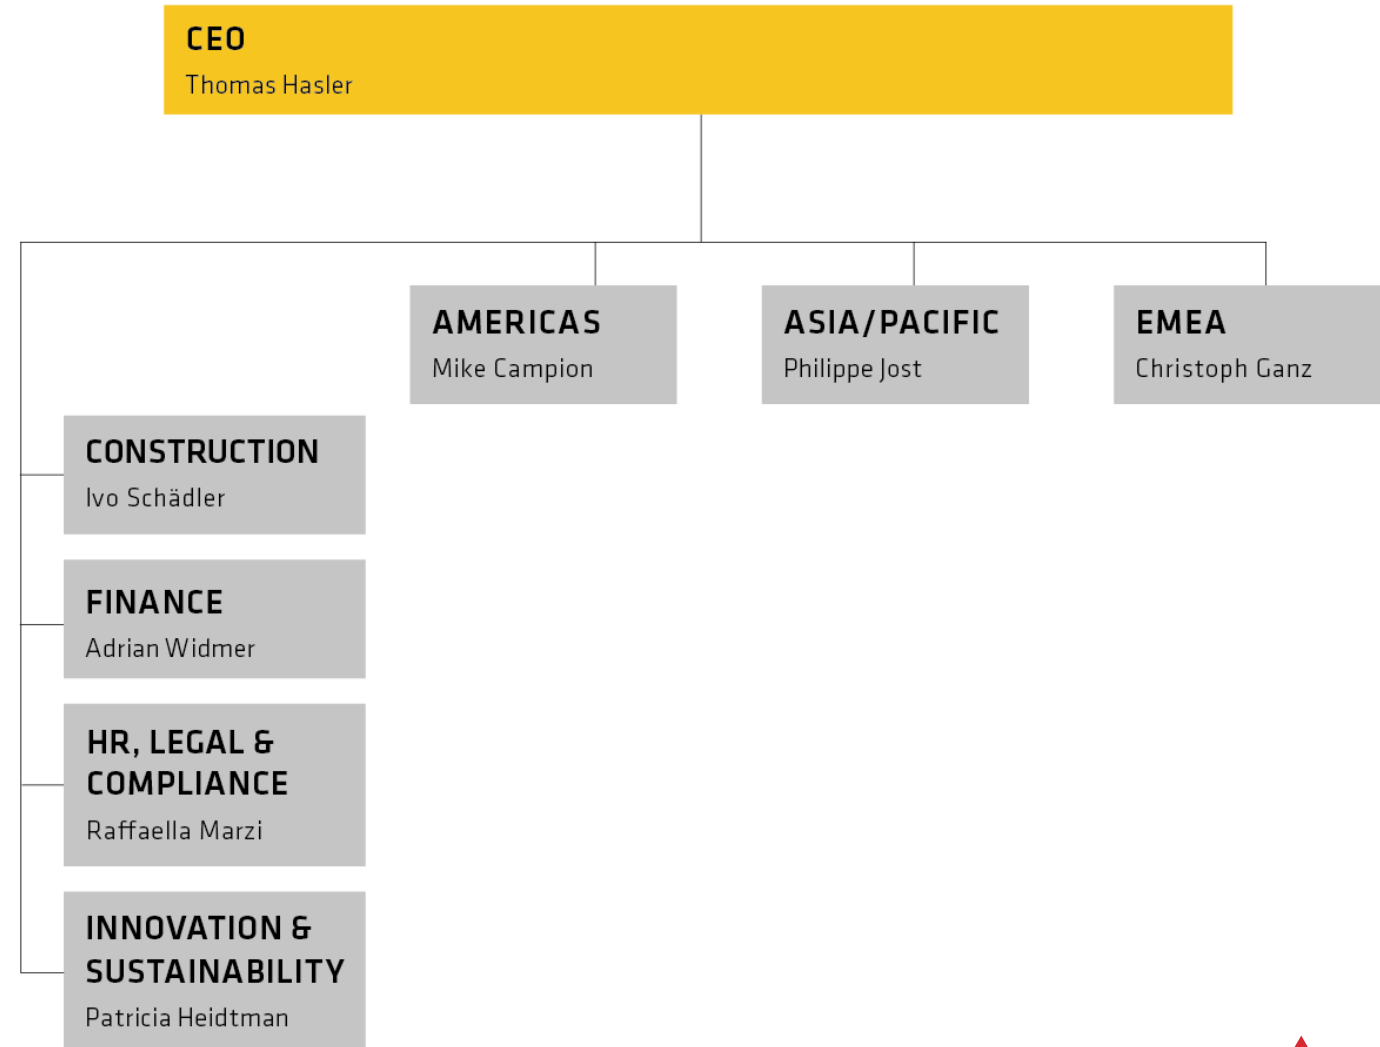 CEO
Thomas Hasler
AMERICAS
Mike Campion
ASIA/PACIFIC
Philippe Jost
EMEA
Christoph Ganz
CONSTRUCTION
Ivo Schädler
FINANCE
Adrian Widmer
HR, LEGAL &
COMPLIANCE
Raffaella Marzi
INNOVATION &
SUSTAINABILITY
Patricia Heidtman